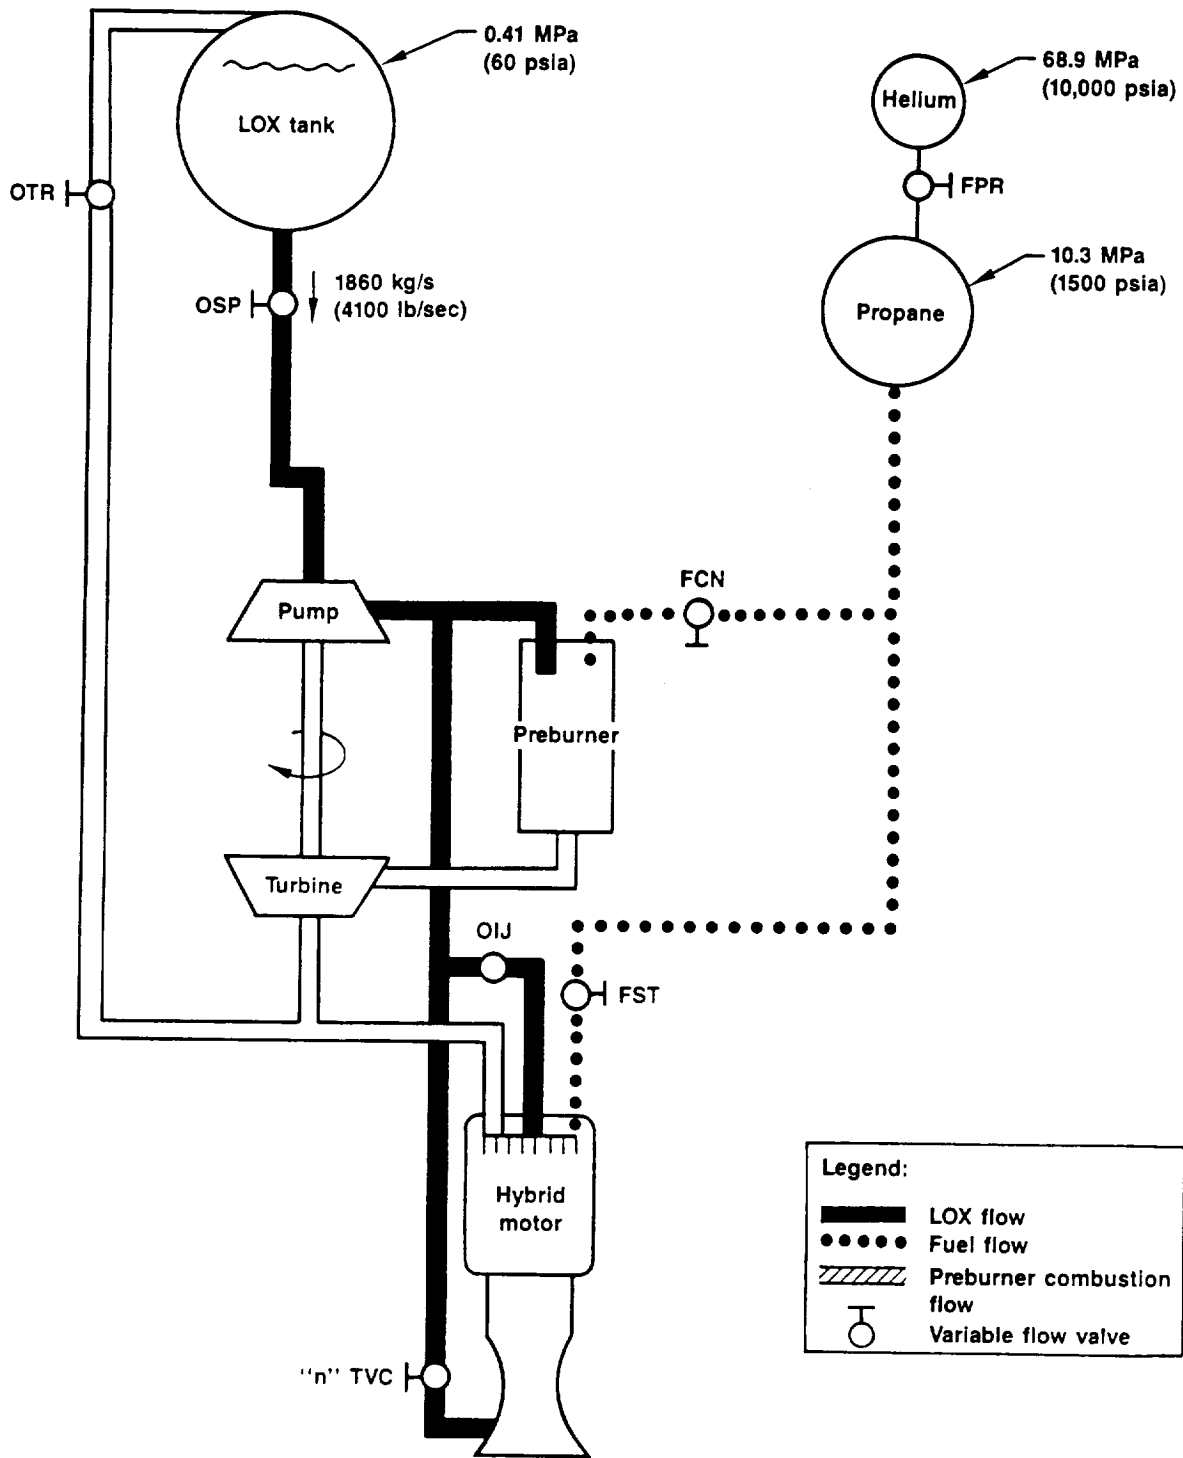 0.41 MPa
(60 psia)
LOX tank
68.9 MPa
(10,000 psia)
Helium
OTR
FPR
10.3 MPa
(1500 psia)
Propane
1860 kg/s
(4100 lb/sec)
OSP
FCN
Pump
Preburner
Turbine
OIJ
FST
Hybrid
motor
"n" TVC
Legend:
LOX flow
Fuel flow
Preburner combustion
flow
Variable flow valve